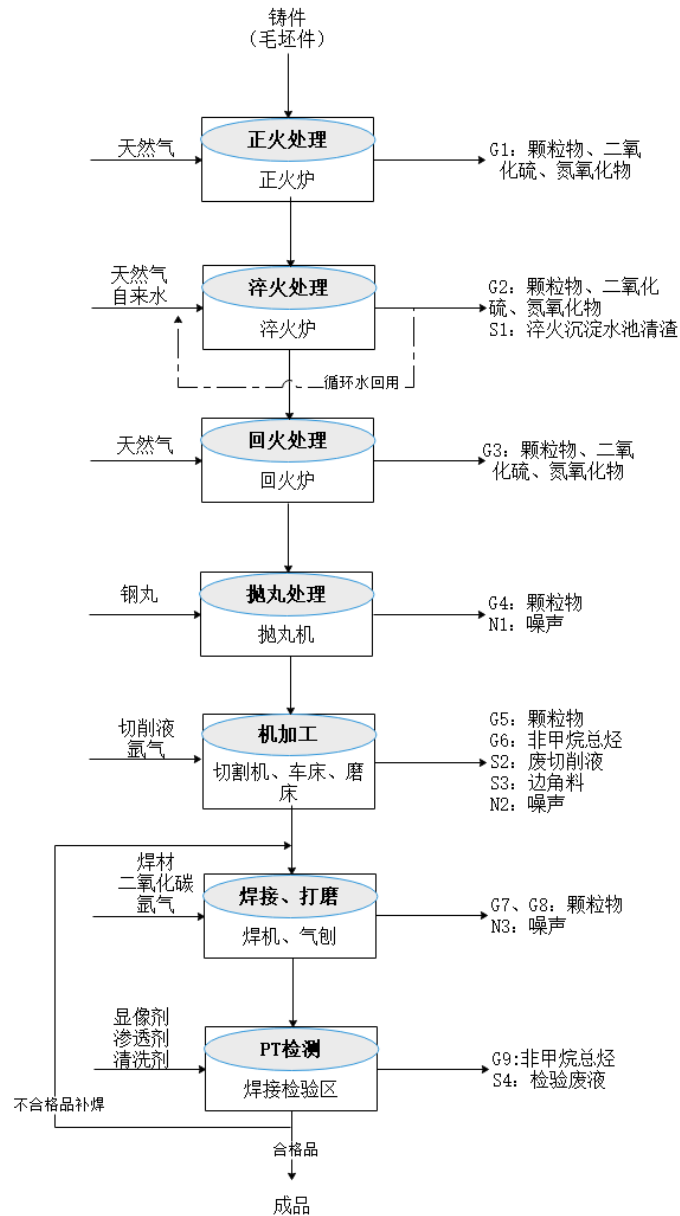 铸件
（毛坯件）
正火处理
天然气
正火炉
G1：颗粒物、二氧
化硫、氮氧化物
天然气
自来水
淬火处理
淬火炉
G2：颗粒物、二氧化
硫、氮氧化物
S1：淬火沉淀水池清渣
循环水回用
天然气
回火处理
回火炉
G3：颗粒物、二氧
化硫、氮氧化物
钢丸
抛丸处理
抛丸机
G4：颗粒物
N1：噪声
切削液
氩气
机加工
切割机、车床、磨
床
G5：颗粒物
G6：非甲烷总烃
S2：废切削液
S3：边角料
N2：噪声
焊材
二氧化碳
氩气
焊接、打磨
焊机、气刨
G7、G8：颗粒物
N3：噪声
显像剂
渗透剂
清洗剂
PT检测
焊接检验区
G9:非甲烷总烃
S4：检验废液
不合格品补焊
合格品
成品